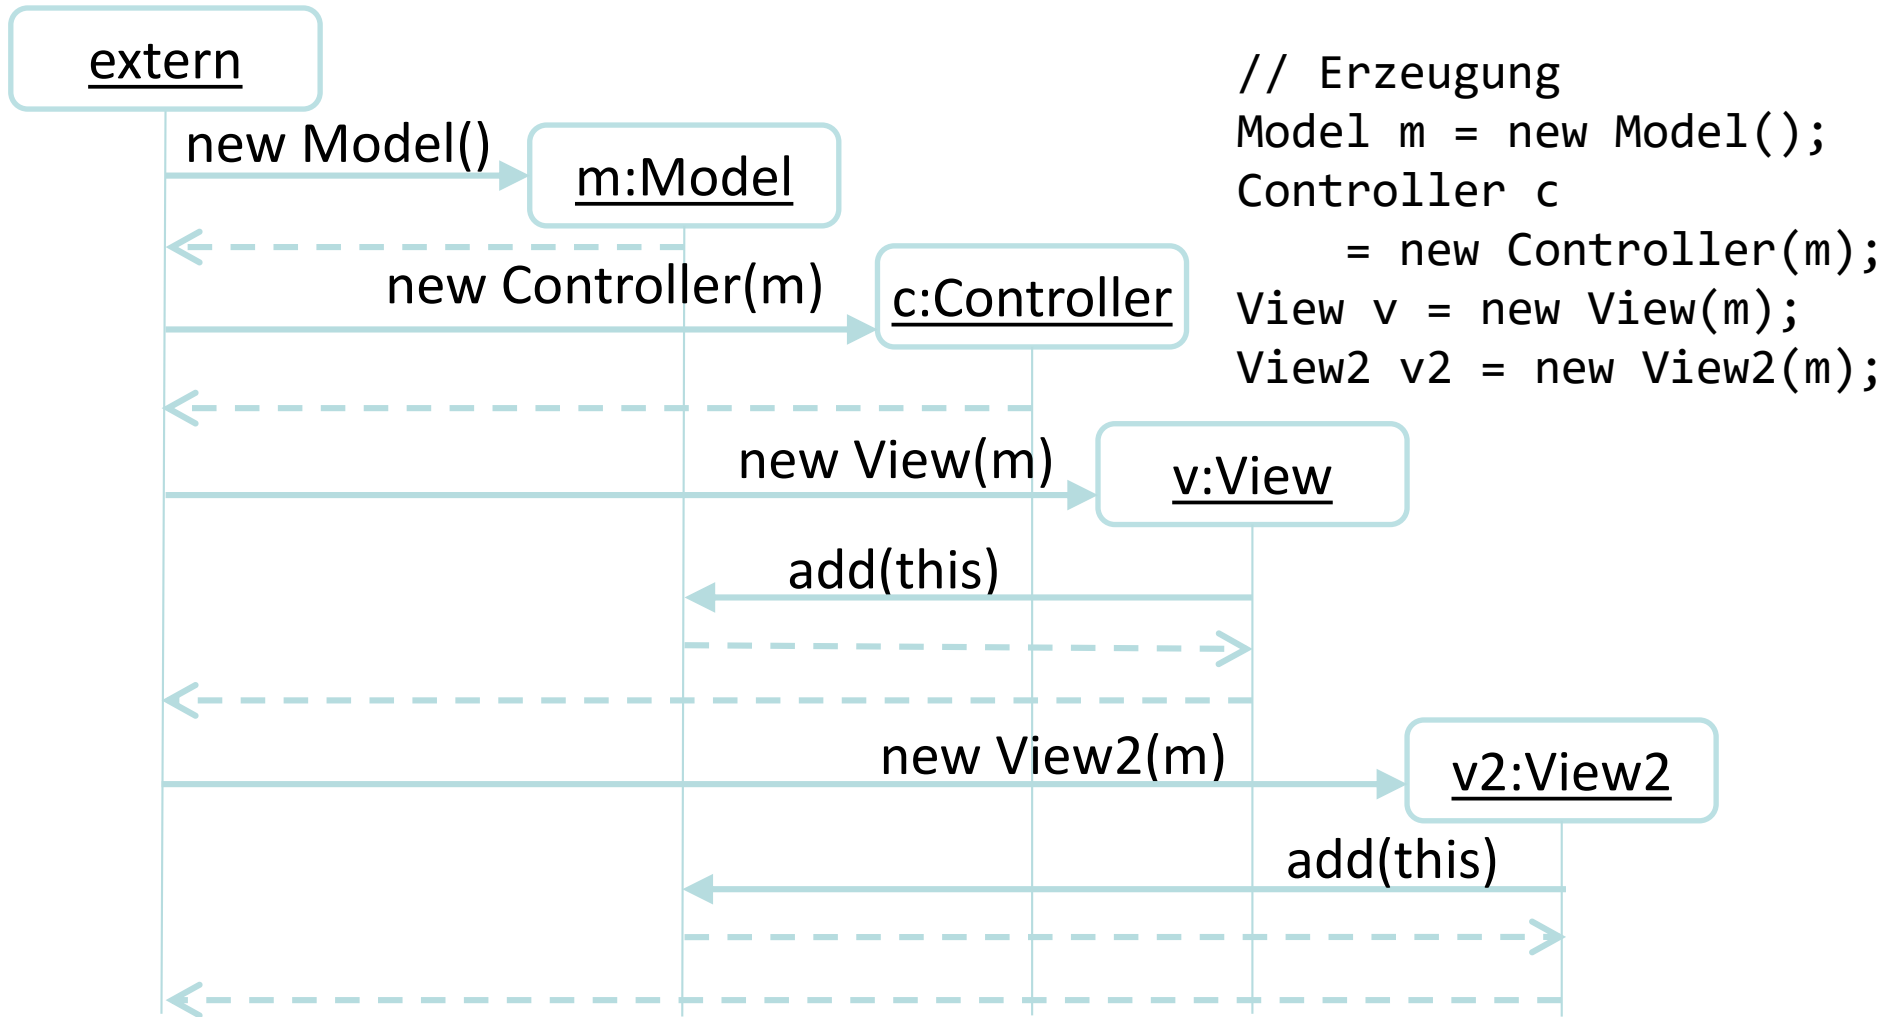 extern
// Erzeugung
Model m = new Model();
Controller c
    = new Controller(m);
View v = new View(m);
View2 v2 = new View2(m);
new Model()
m:Model
new Controller(m)
c:Controller
new View(m)
v:View
add(this)
new View2(m)
v2:View2
add(this)